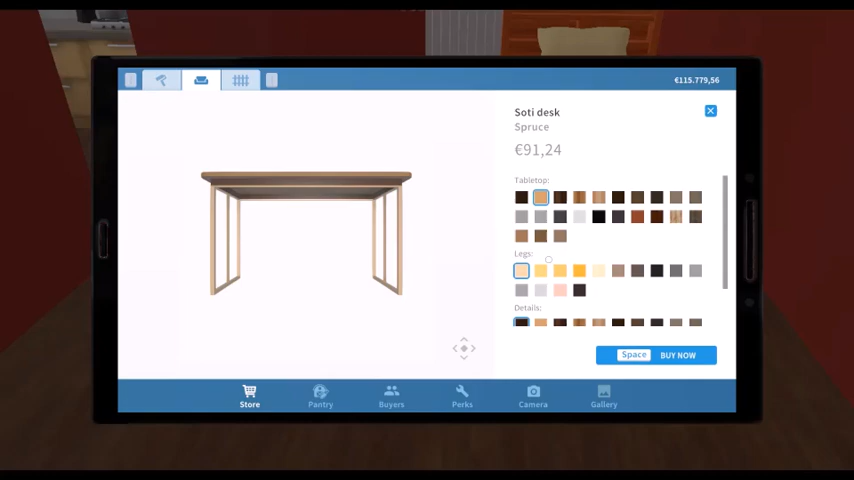 €115.779,56
Soti desk
Spruce
€91,24
Tabletop:
Legs:
Details:
Space BUY NOW
Store Pantry Buyers Perks Camera Gallery